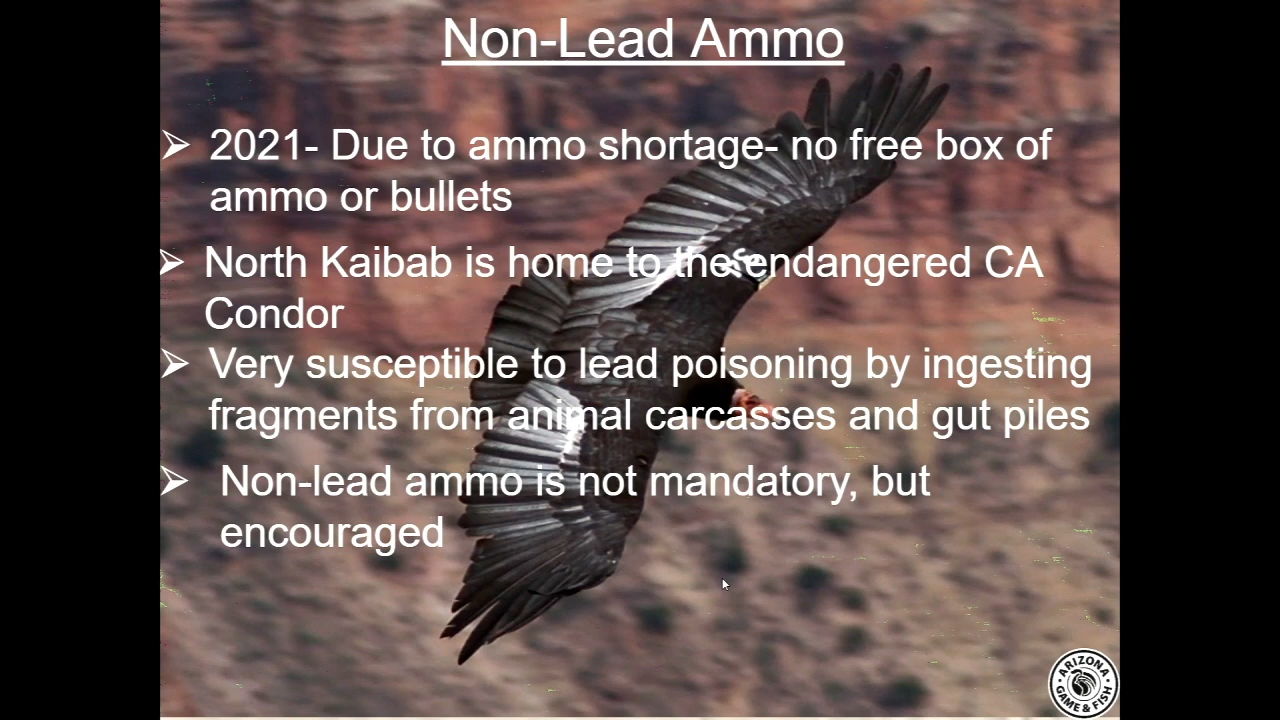 Non-Lead Ammo
➢ 2021- Due to ammo shortage- no free box of
ammo or bullets
➢ North Kaibab is home to the endangered CA
Condor
➢ Very susceptible to lead poisoning by ingesting
fragments from animal carcasses and gut piles
➢ Non-lead ammo is not mandatory, but
encouraged
ARIZONA
GAME & FISH